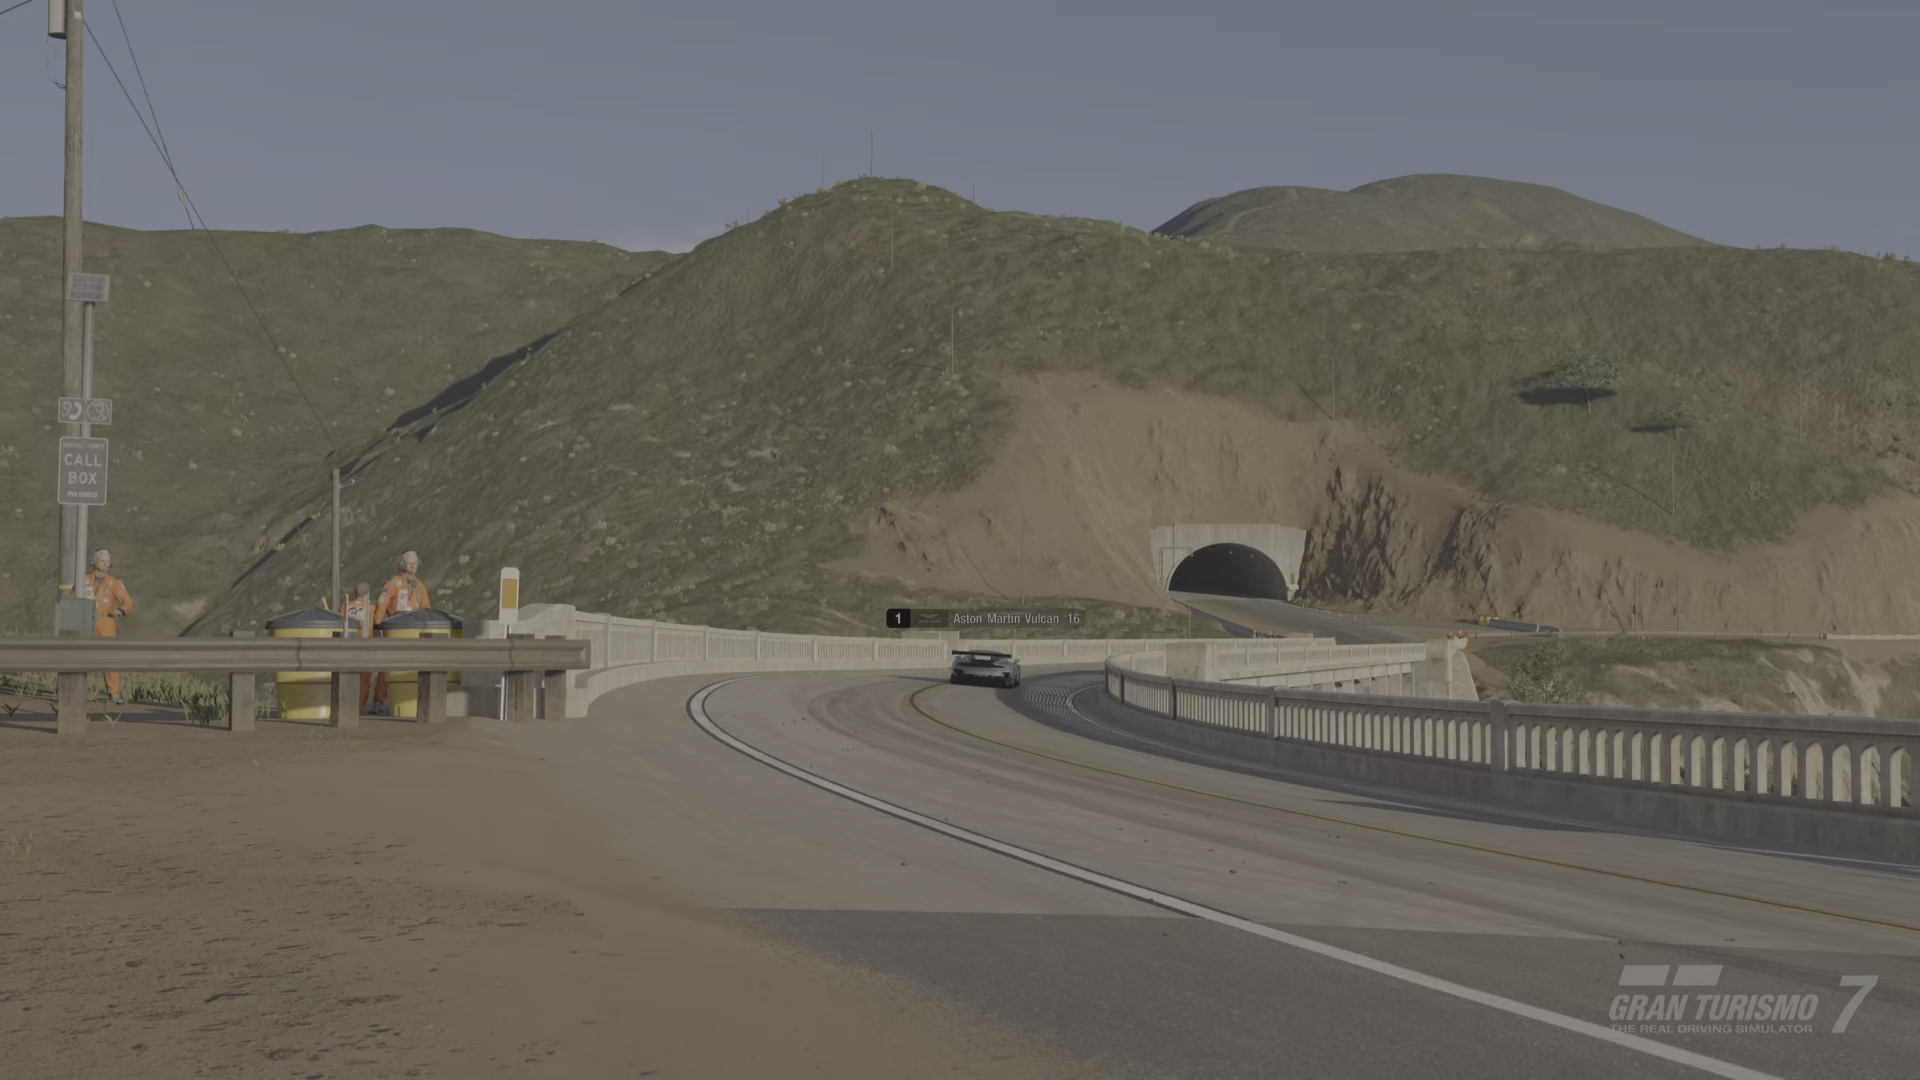 CALL
BOX
1 Aston Martin Vulcan '16
GRAN TURISMO 7
THE REAL DRIVING SIMULATOR